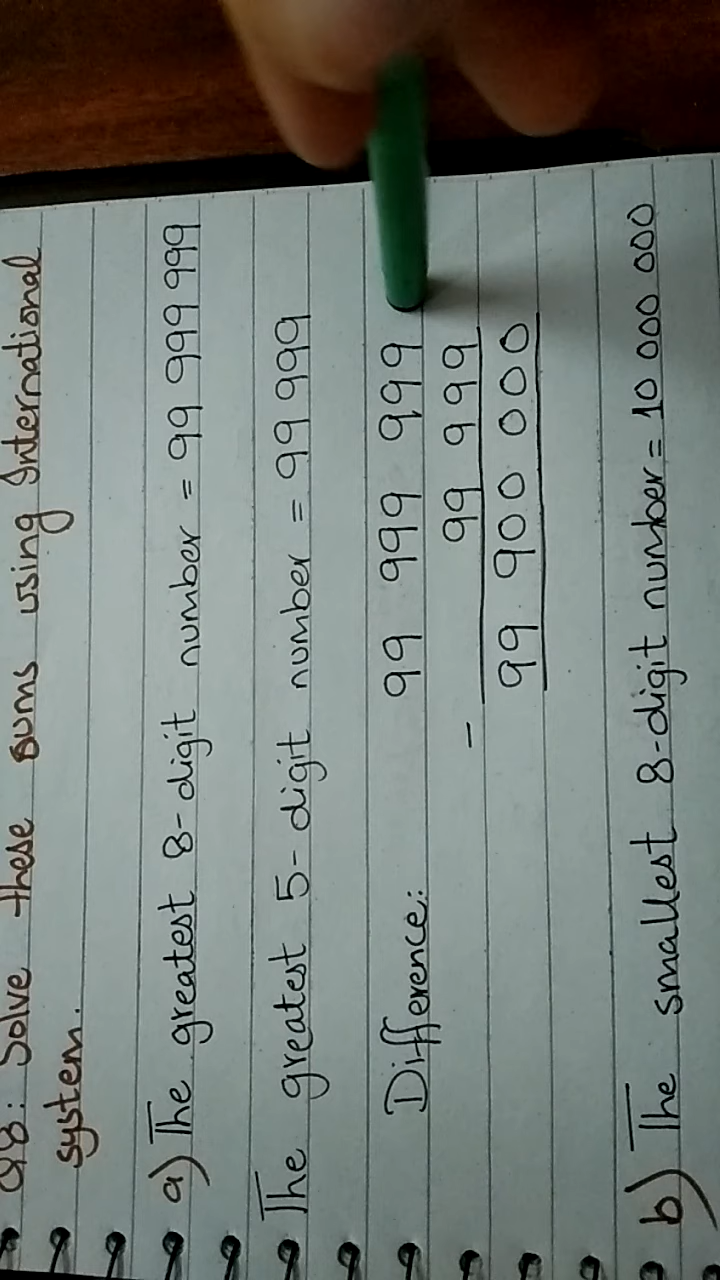 Q8: Solve these sums using International
system.
a) The greatest 8-digit number = 99 999 999
The greatest 5-digit number = 99 999
Difference: 99 999 999
- 99 999
99 900 000
b) The smallest 8-digit number = 10 000 000